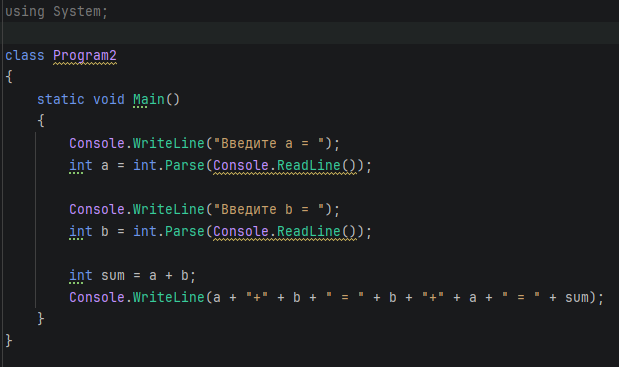 using System;
class Program2
{
static void Main()
{
Console.WriteLine("Введите a = ");
int a = int.Parse(Console.ReadLine());
Console.WriteLine("Введите b = ");
int b = int.Parse(Console.ReadLine());
int sum = a + b;
Console.WriteLine(a + "+" + b + " = " + b + "+" + a + " = " + sum);
}
}